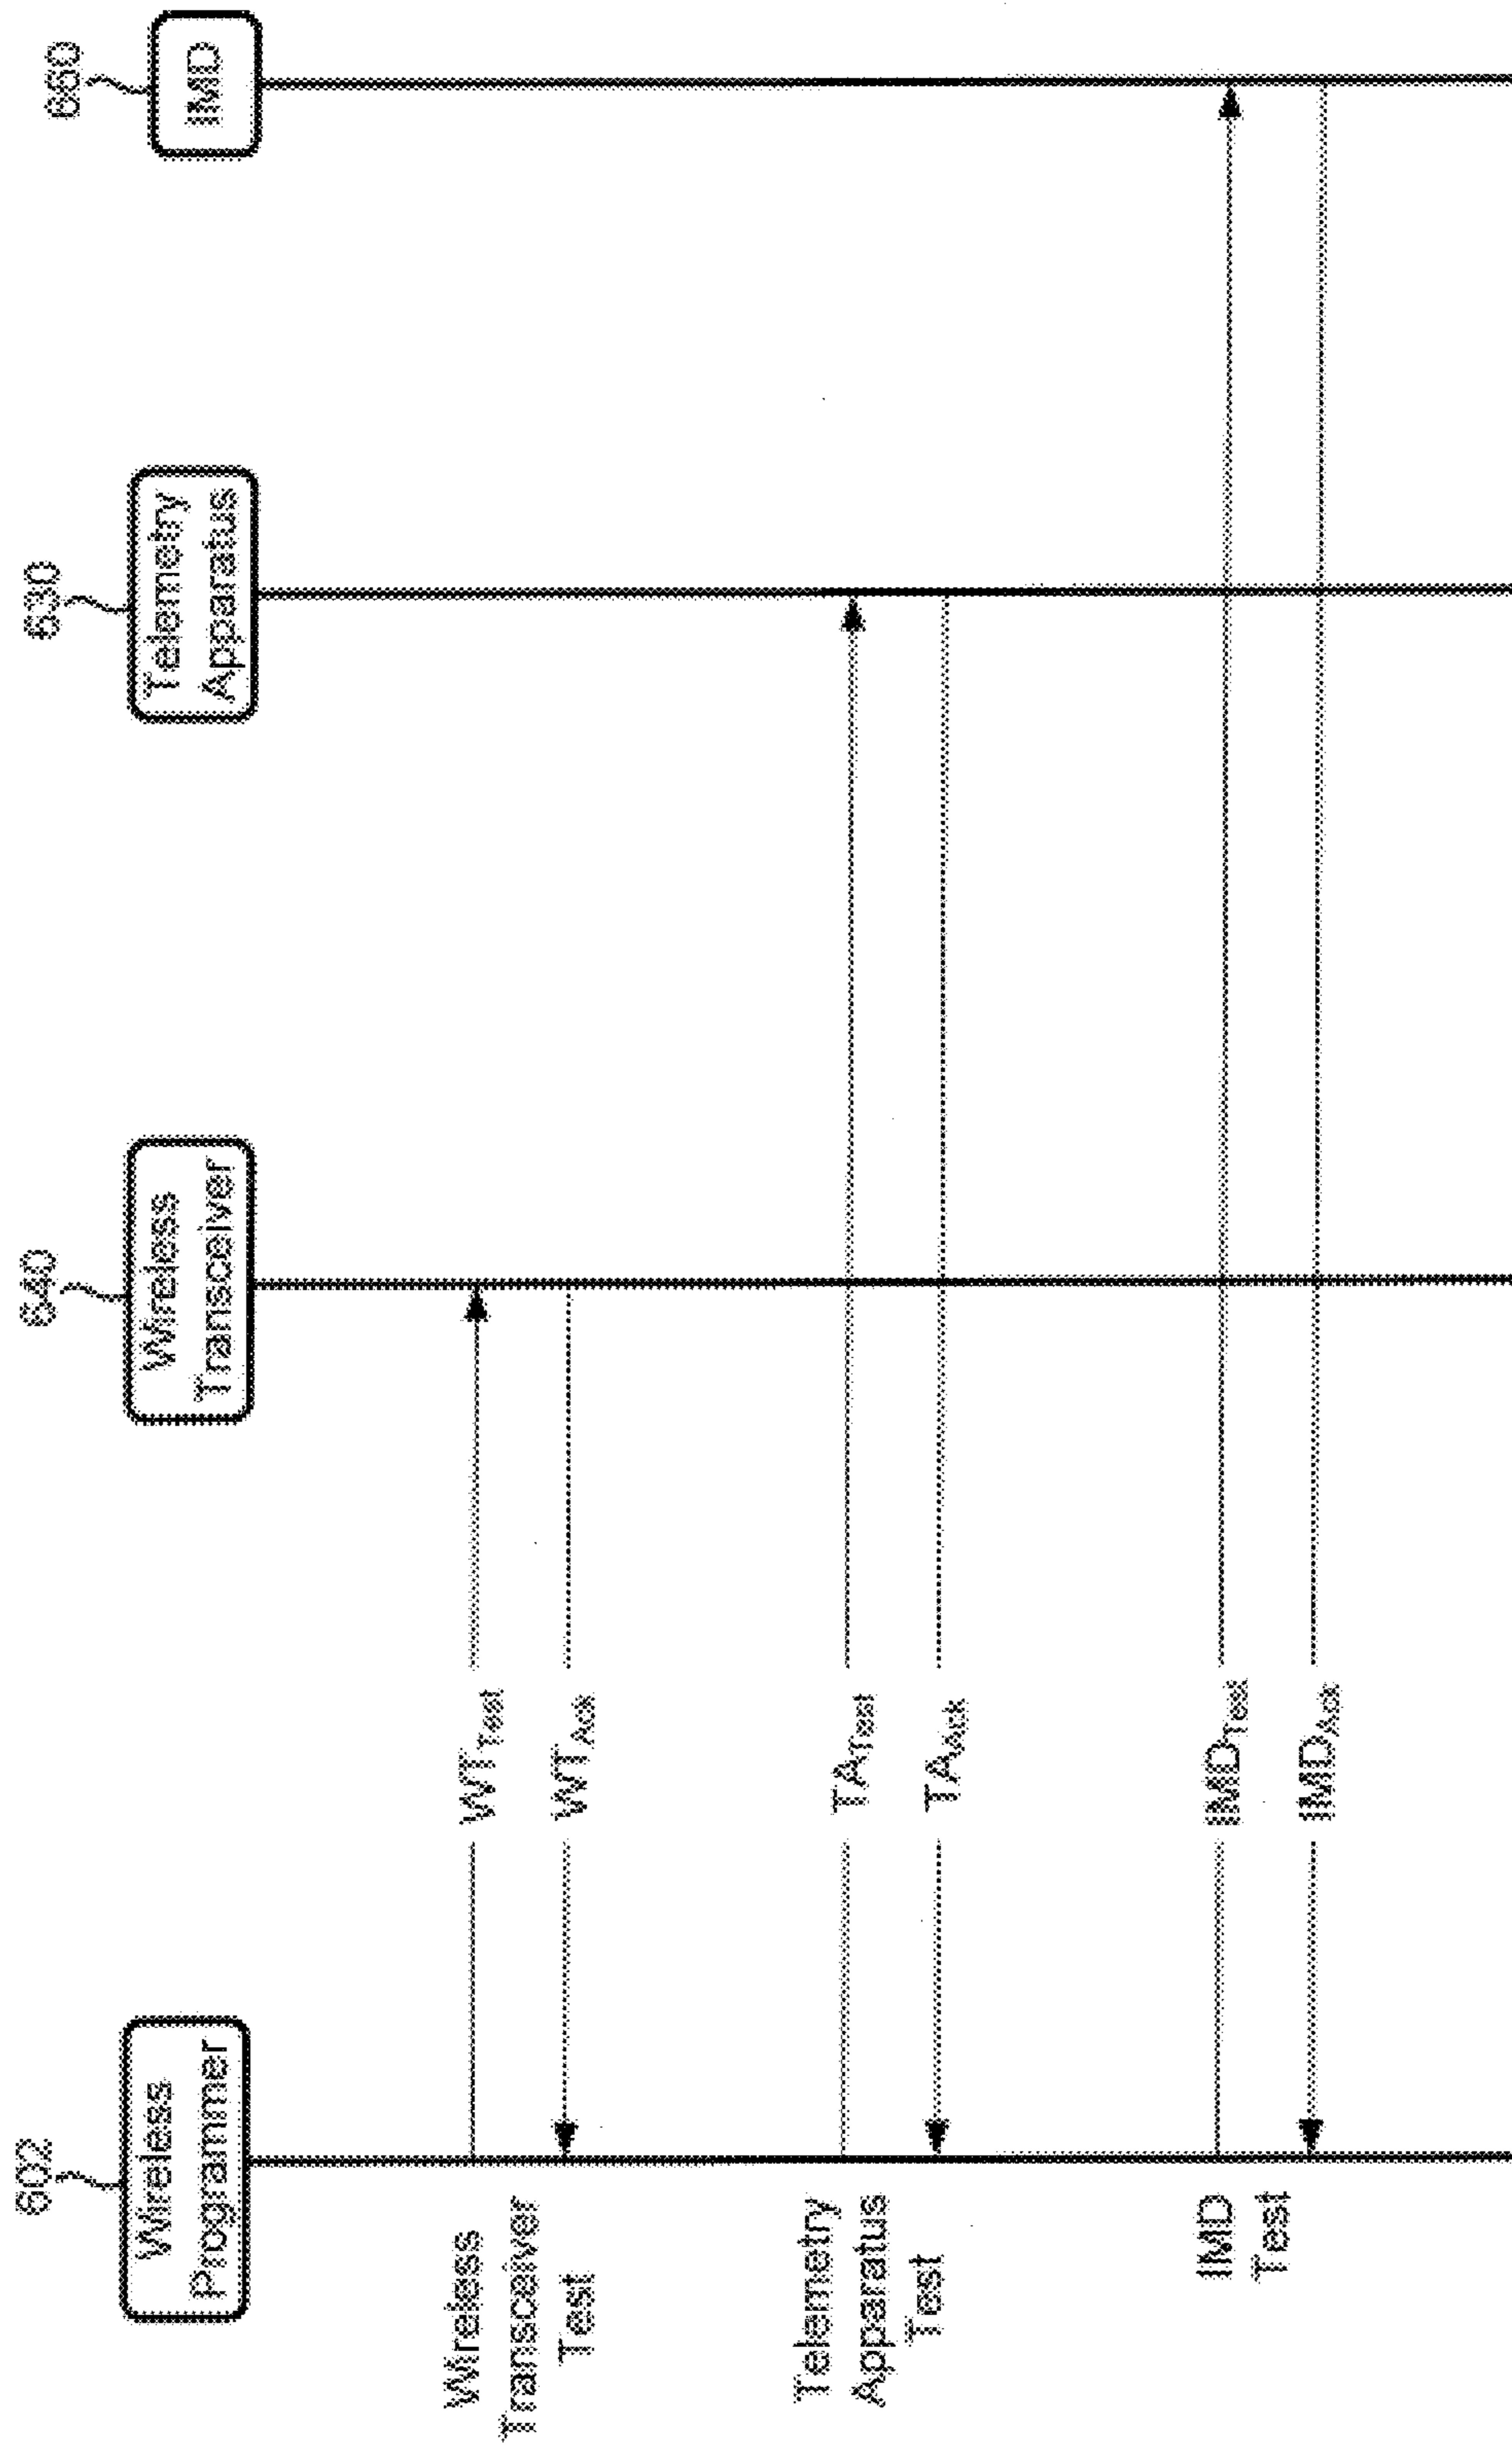 602
640
630
660
Wireless
Programmer
Wireless
Transceiver
Telemetry
Apparatus
IMD
Wireless
Transceiver
Test
WT Test
WT Ack
Telemetry
Apparatus
Test
TA Test
TA Ack
IMD
Test
IMD Test
IMD Ack